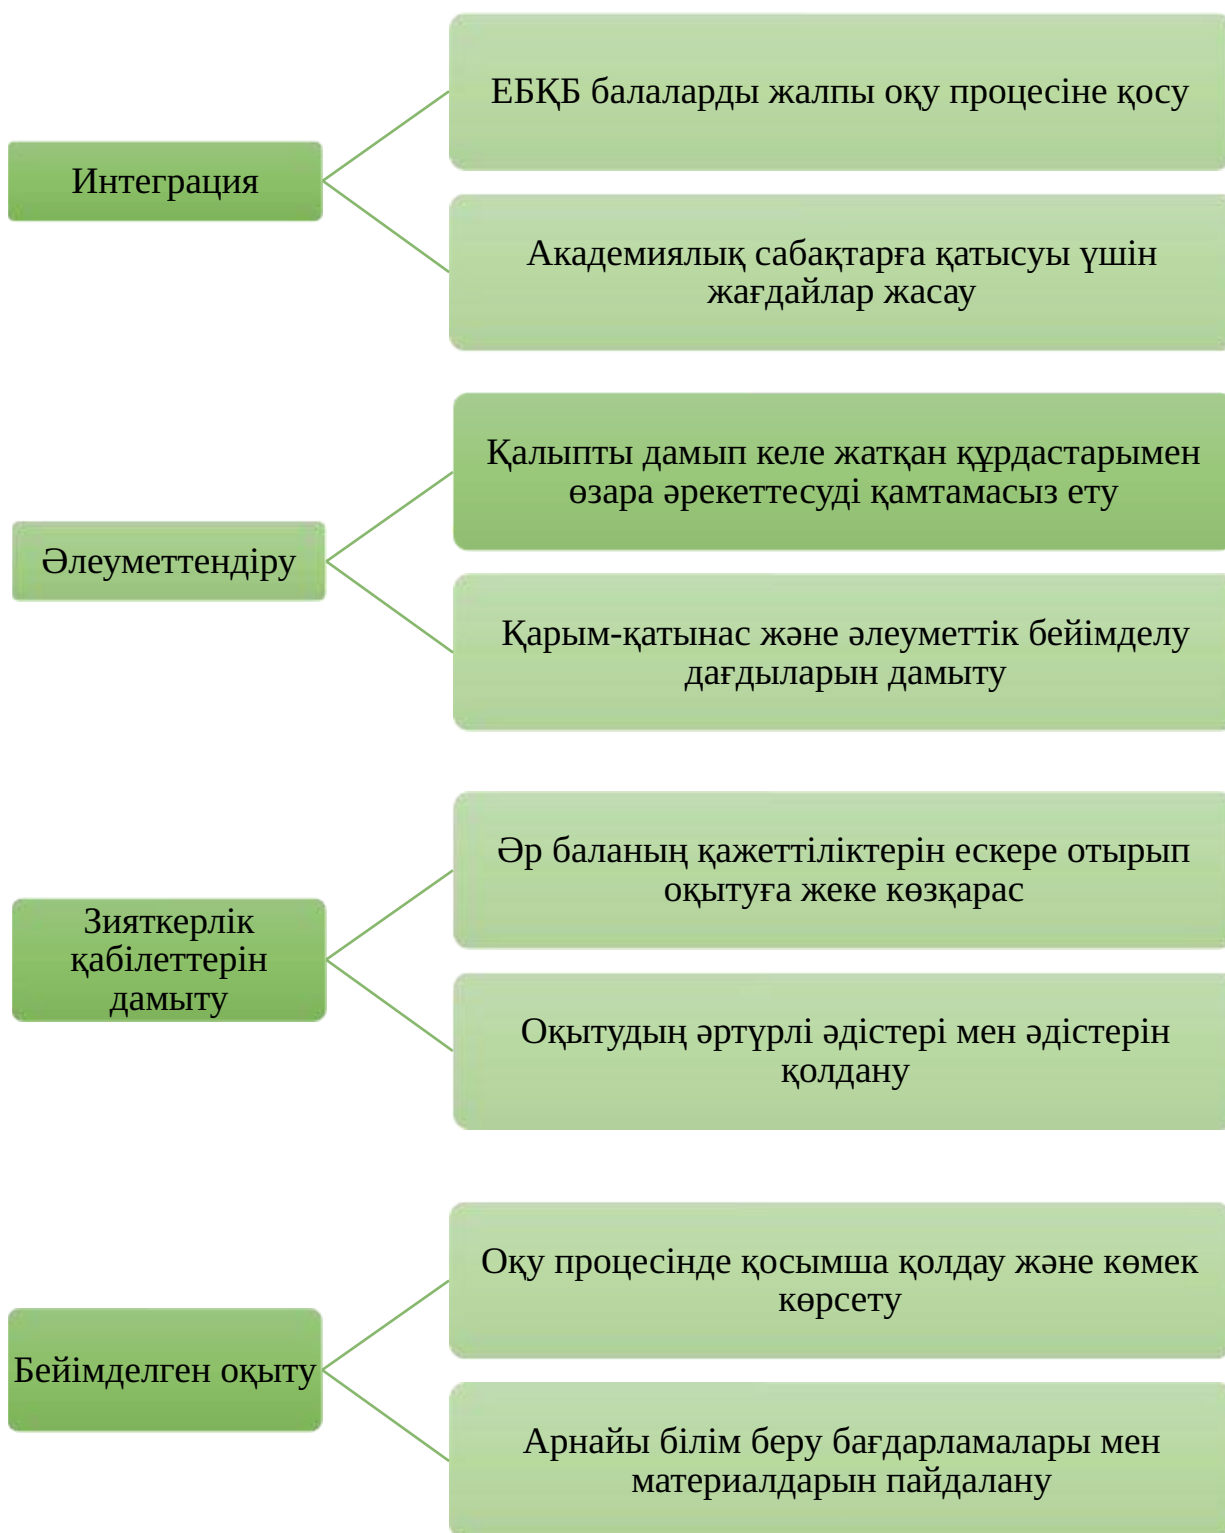 Интеграция
ЕБҚБ балаларды жалпы оқу процесіне қосу
Академиялық сабақтарға қатысуы үшін
жағдайлар жасау
Әлеуметтендіру
Қалыпты дамып келе жатқан құрдастарымен
өзара әрекеттесуді қамтамасыз ету
Қарым-қатынас және әлеуметтік бейімделу
дағдыларын дамыту
Зияткерлік
қабілеттерін
дамыту
Әр баланың қажеттіліктерін ескере отырып
оқытуға жеке көзқарас
Оқытудың әртүрлі әдістері мен әдістерін
қолдану
Бейімделген оқыту
Оқу процесінде қосымша қолдау және көмек
көрсету
Арнайы білім беру бағдарламалары мен
материалдарын пайдалану